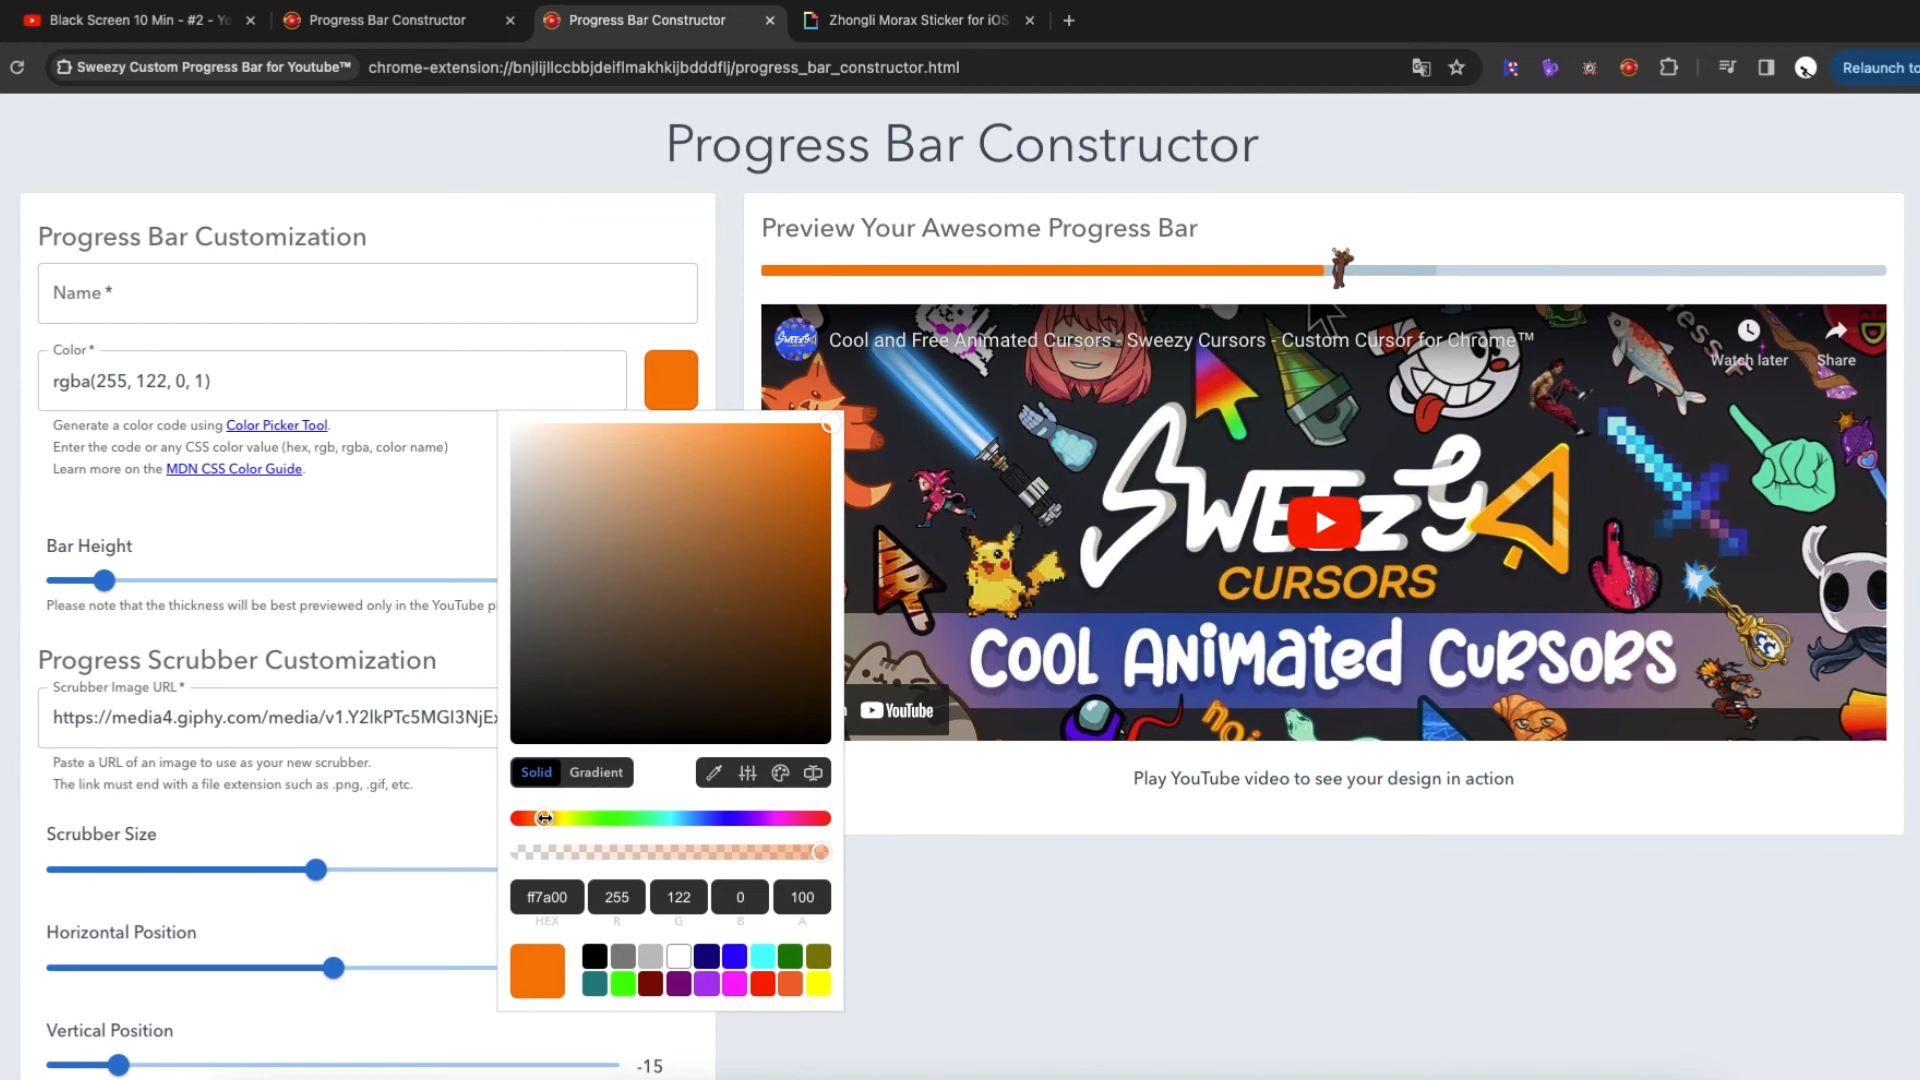 Black Screen 10 Min - #2 - Yo
Progress Bar Constructor
Progress Bar Constructor
Zhongli Morax Sticker for iOS
Sweezy Custom Progress Bar for Youtube™
chrome-extension://bnjlijllccbbjdeiflmakhkijbdddflj/progress_bar_constructor.html
Relaunch to
Progress Bar Constructor
Progress Bar Customization
Name *
Color *
rgba(255, 122, 0, 1)
Generate a color code using Color Picker Tool.
Enter the code or any CSS color value (hex, rgb, rgba, color name)
Learn more on the MDN CSS Color Guide.
Bar Height
Please note that the thickness will be best previewed only in the YouTube p
Progress Scrubber Customization
Scrubber Image URL *
https://media4.giphy.com/media/v1.Y2lkPTc5MGI3NjEx
Paste a URL of an image to use as your new scrubber.
The link must end with a file extension such as .png, .gif, etc.
Scrubber Size
Horizontal Position
Vertical Position
-15
Solid
Gradient
ff7a00
255
122
0
100
HEX
R
G
B
A
Preview Your Awesome Progress Bar
Sweezy
Cool and Free Animated Cursors - Sweezy Cursors - Custom Cursor for Chrome™
Watch later
Share
Sweezy
CURSORS
COOL ANiMated CuRSORS
YouTube
Play YouTube video to see your design in action